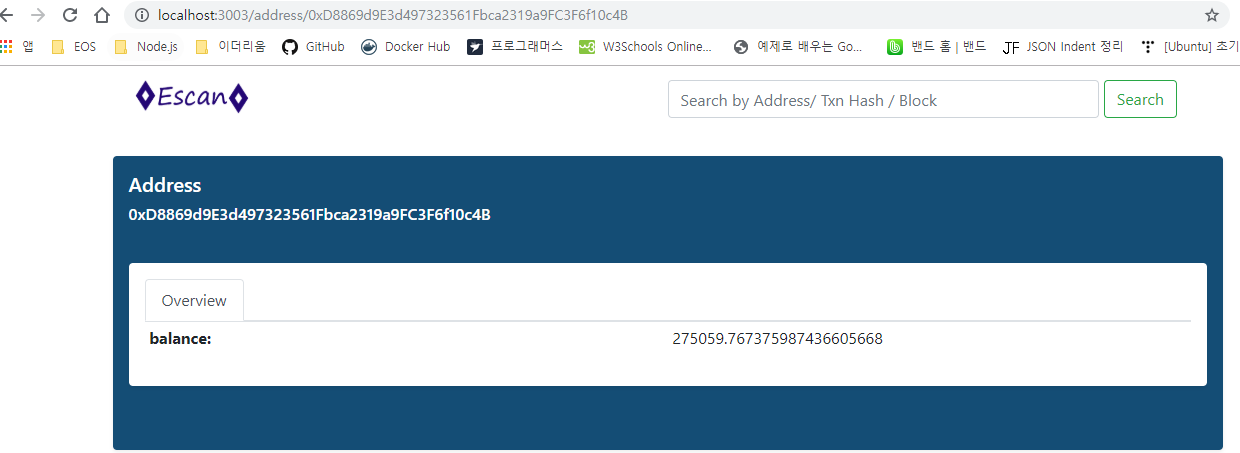 localhost:3003/address/0xD8869d9E3d497323561Fbca2319a9FC3F6f10c4B
앱 EOS Node.js 이더리움 GitHub Docker Hub 프로그래머스 W3Schools Online... 예제로 배우는 Go... 밴드 홈 | 밴드 JF JSON Indent 정리 [Ubuntu] 초기
Escan Search by Address/ Txn Hash / Block Search
Address
0xD8869d9E3d497323561Fbca2319a9FC3F6f10c4B
Overview
balance: 275059.767375987436605668